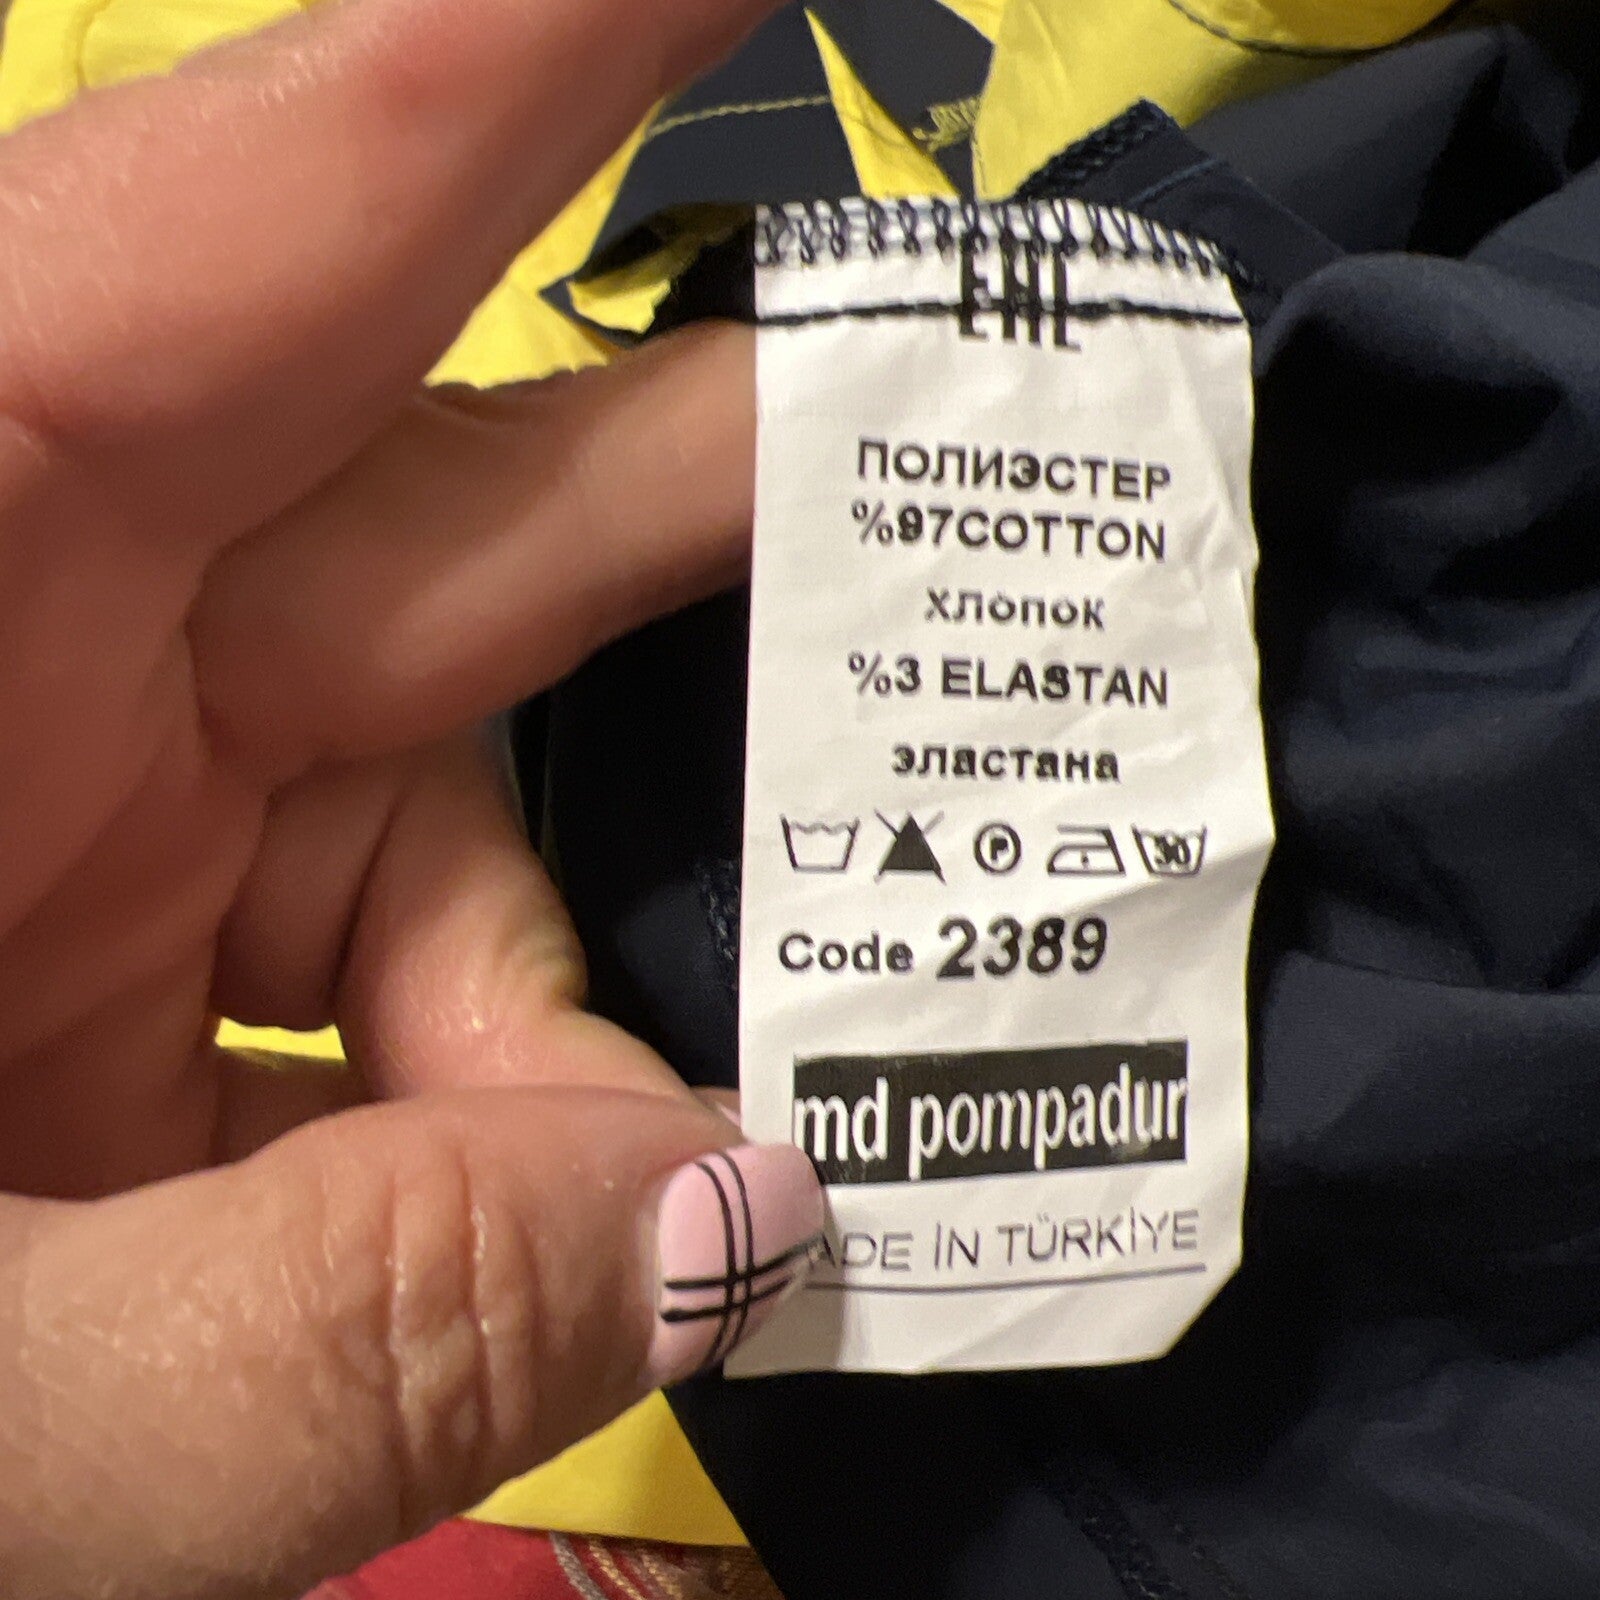 EAC
ПОЛИЭСТЕР
%97COTTON
хлопок
%3 ELASTAN
эластана
P
30
Code 2389
md pompadur
ADE İN TÜRKİYE